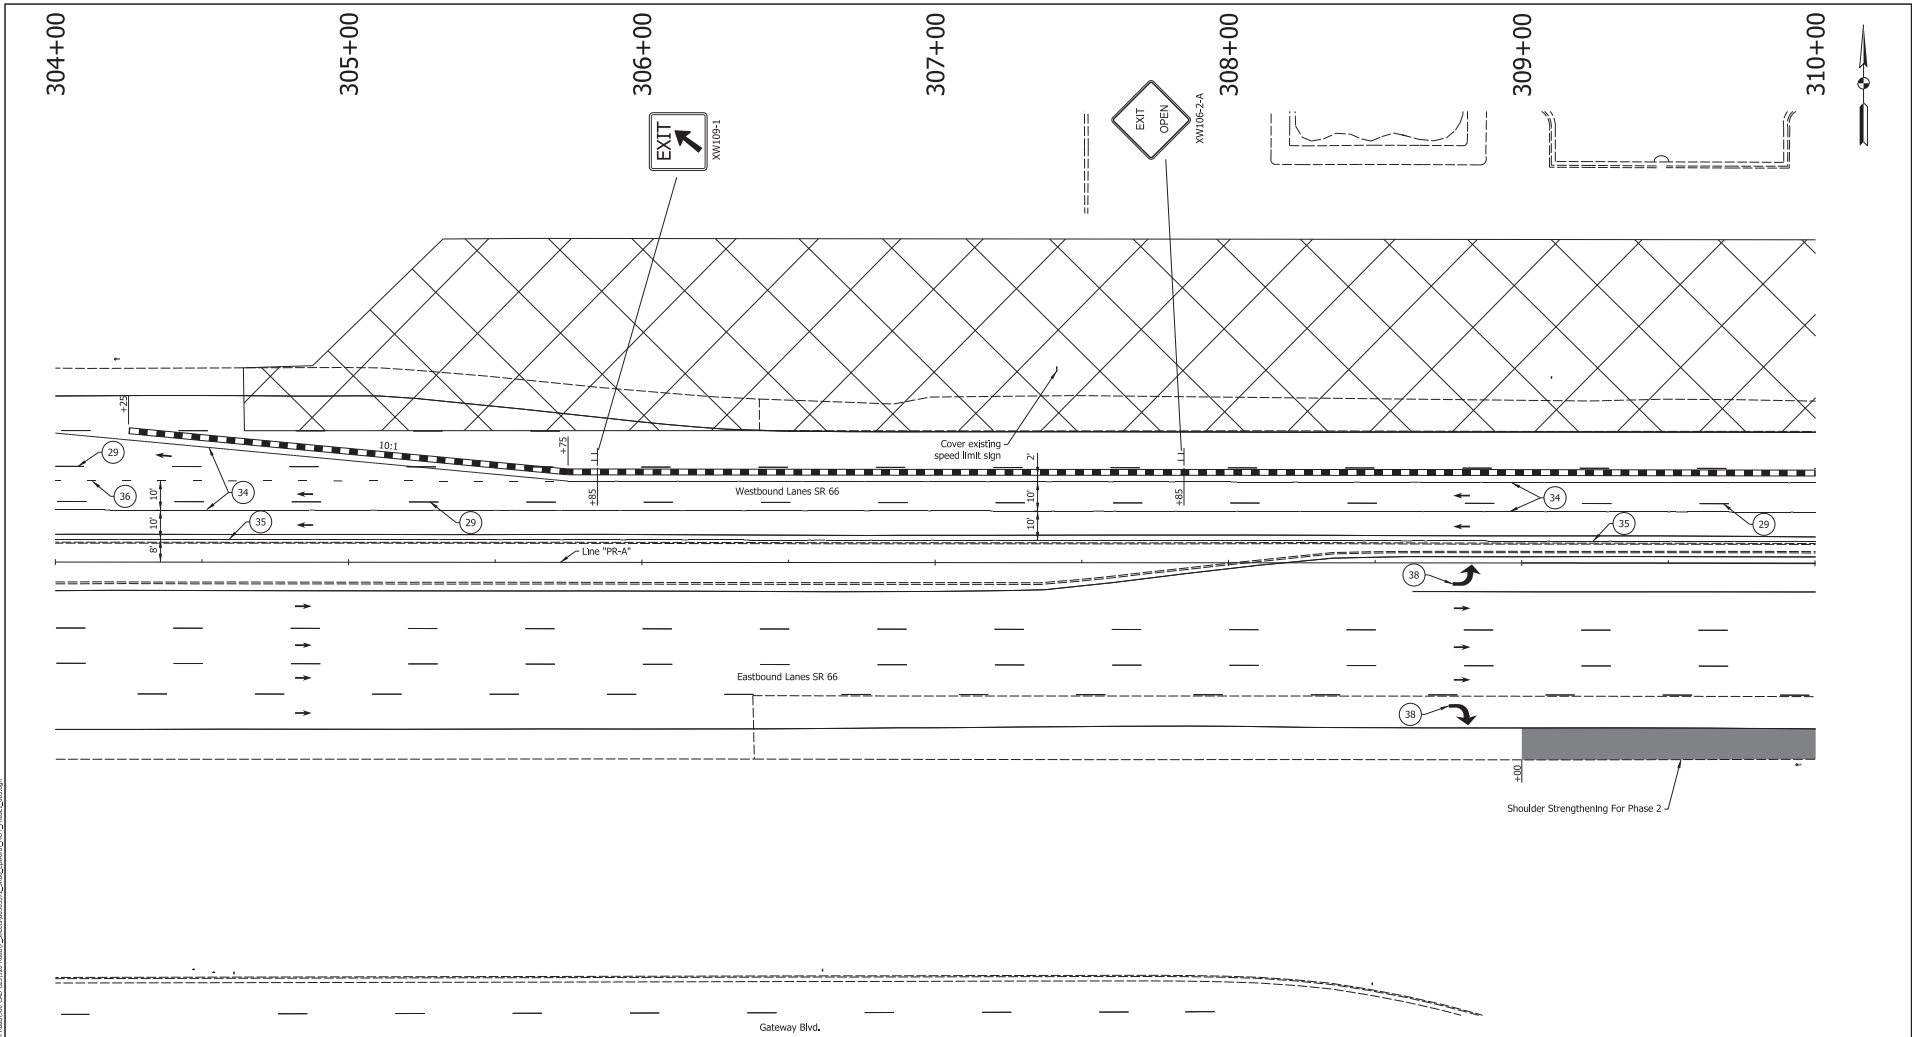 304+00
305+00
306+00
307+00
308+00
309+00
310+00
EXIT
XW109-1
EXIT
OPEN
XW106-2-A
+25
10:1
+75
Cover existing
speed limit sign
2'
29
36
34
10'
10'
8'
35
29
+85
Westbound Lanes SR 66
10'
10'
+85
34
29
35
Line "PR-A"
38
Eastbound Lanes SR 66
38
+00
Shoulder Strengthening For Phase 2
Gateway Blvd.